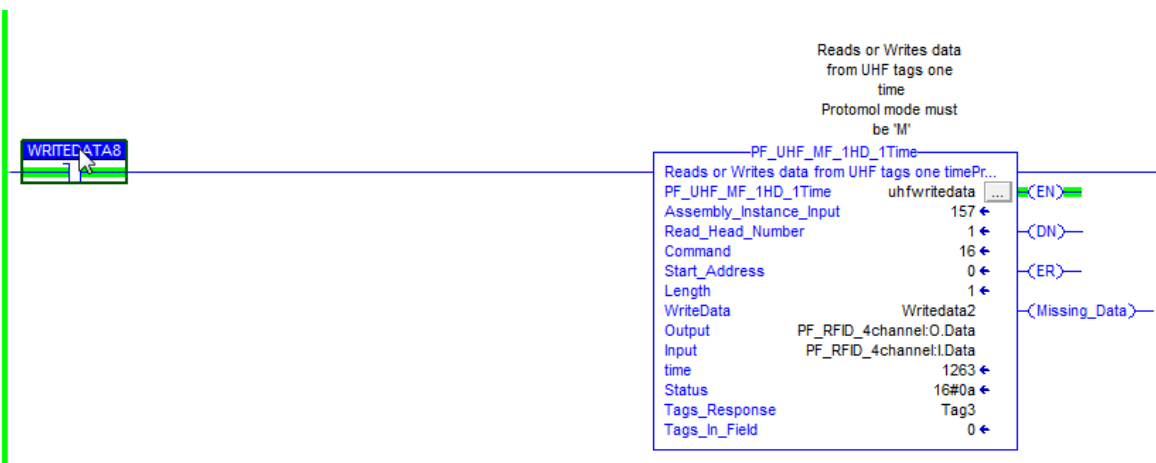 Reads or Writes data
from UHF tags one
time
Protomol mode must
be 'M'
WRITEDATA8
PF_UHF_MF_1HD_1Time
Reads or Writes data from UHF tags one timePr...
PF_UHF_MF_1HD_1Time uhfwritedata ... (EN)
Assembly_Instance_Input 157
Read_Head_Number 1 (DN)
Command 16
Start_Address 0 (ER)
Length 1
WriteData Writedata2 (Missing_Data)
Output PF_RFID_4channel:O.Data
Input PF_RFID_4channel:I.Data
time 1263
Status 16#0a
Tags_Response Tag3
Tags_In_Field 0